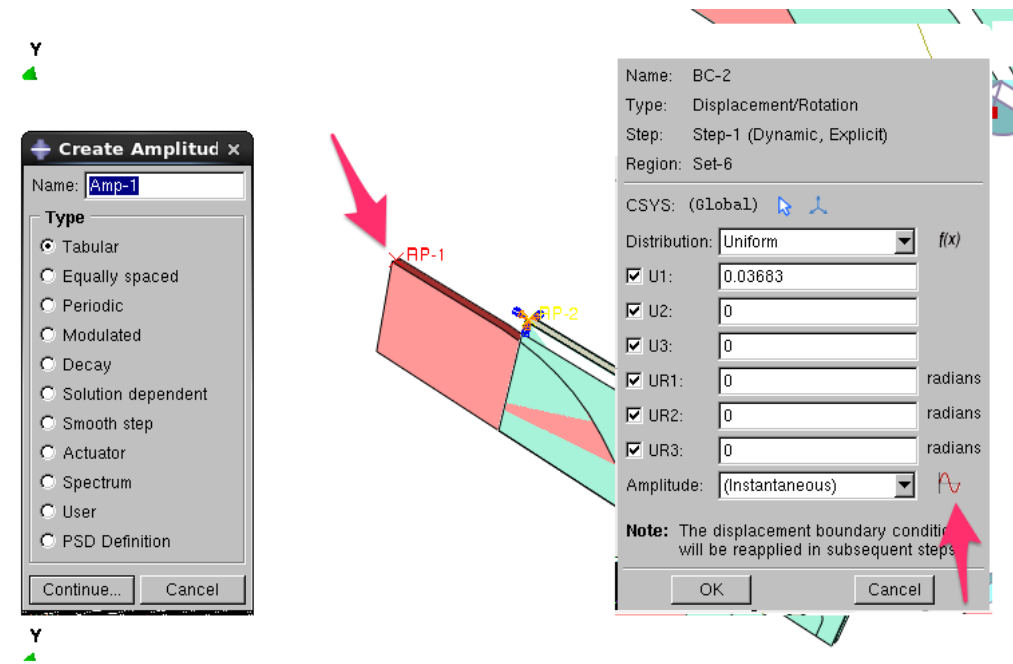 Y
Create Amplitud ×
Name: Amp-1
Type
Tabular
Equally spaced
Periodic
Modulated
Decay
Solution dependent
Smooth step
Actuator
Spectrum
User
PSD Definition
Continue... Cancel
Y
RP-1
RP-2
Name: BC-2
Type: Displacement/Rotation
Step: Step-1 (Dynamic, Explicit)
Region: Set-6
CSYS: (Global)
Distribution: Uniform f(x)
U1: 0.03683
U2: 0
U3: 0
UR1: 0 radians
UR2: 0 radians
UR3: 0 radians
Amplitude: (Instantaneous)
Note: The displacement boundary conditi
will be reapplied in subsequent steps
OK Cancel